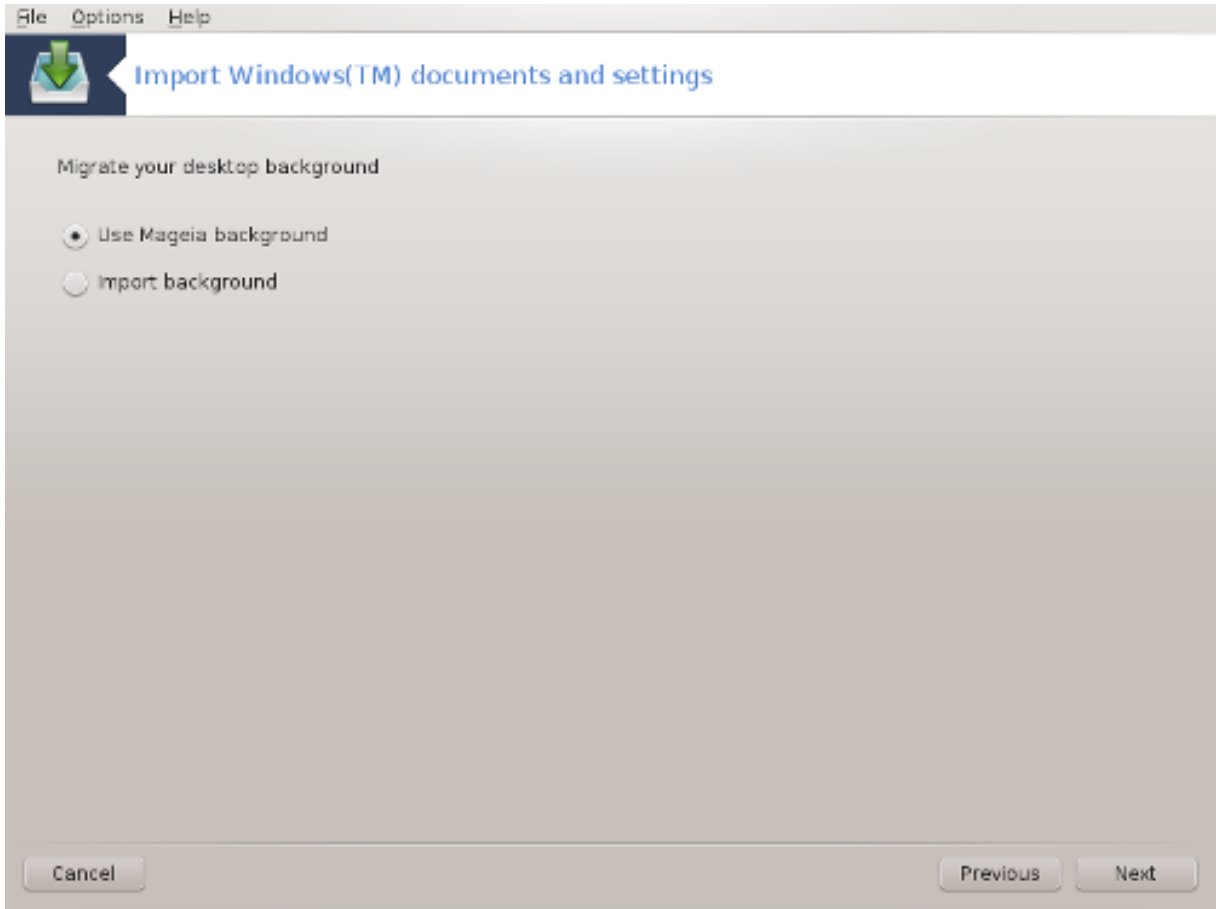 File Options Help
Import Windows(TM) documents and settings
Migrate your desktop background
Use Mageia background
Import background
Cancel Previous Next